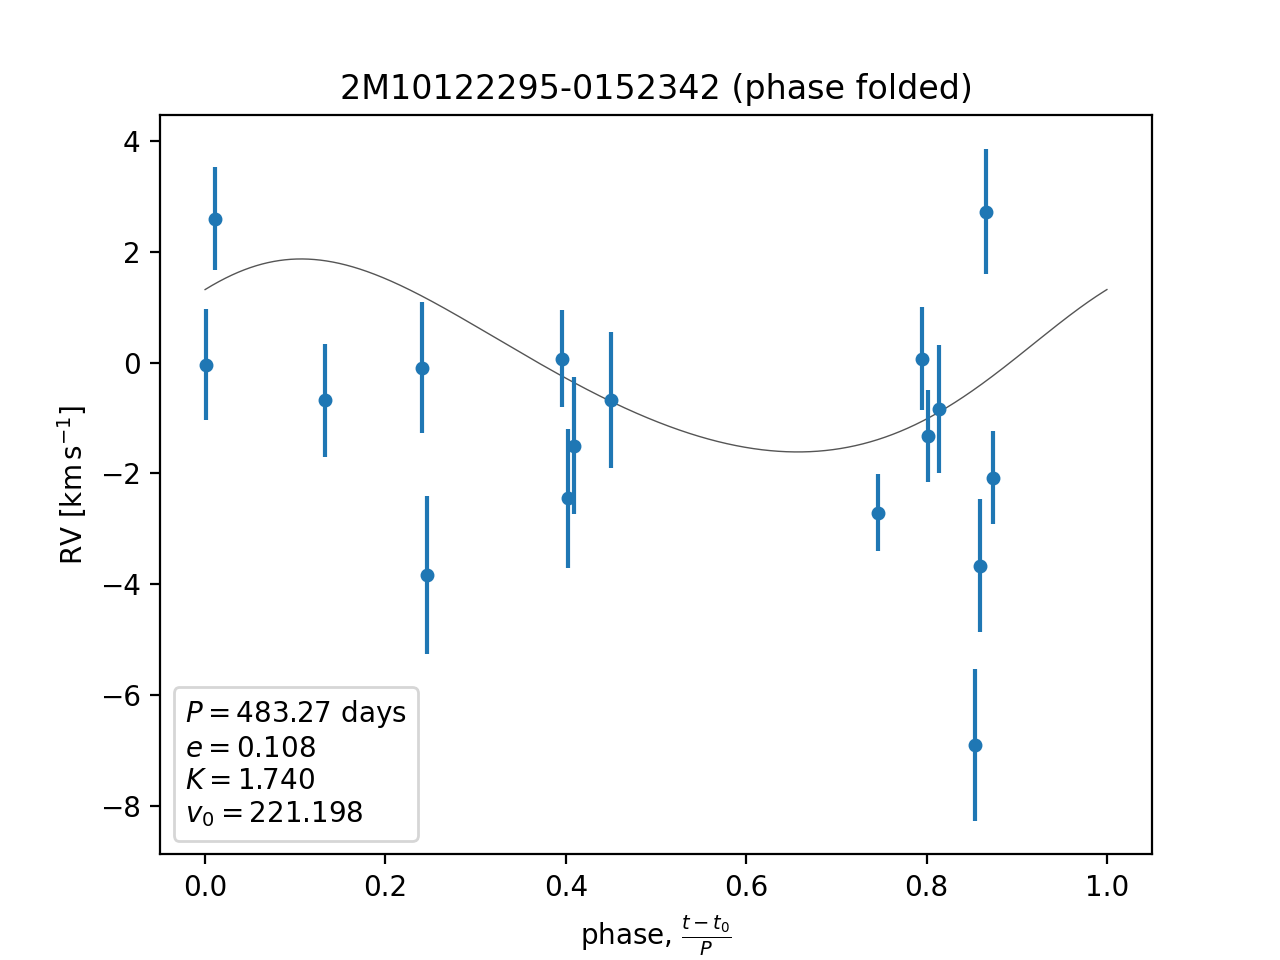 2M10122295-0152342 (phase folded)
4
2
0
−2
−4
−6
−8
RV [km s⁻¹]
P = 483.27 days
e = 0.108
K = 1.740
v₀ = 221.198
0.0 0.2 0.4 0.6 0.8 1.0
phase, (t − t₀)/P